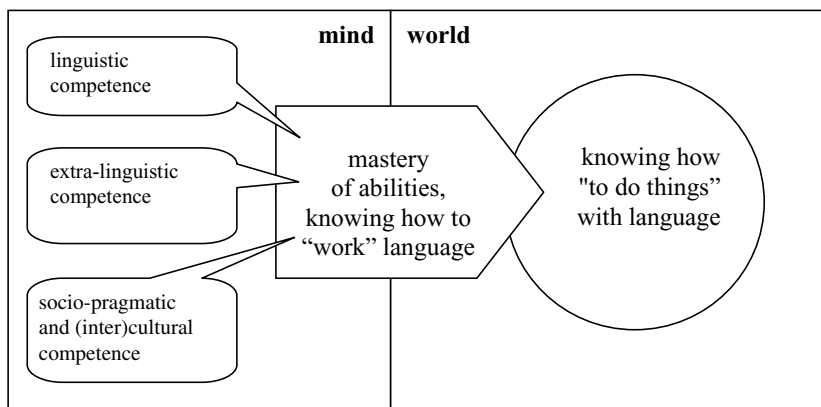 mind world
linguistic
competence
extra-linguistic
competence
socio-pragmatic
and (inter)cultural
competence
mastery
of abilities,
knowing how to
“work” language
knowing how
"to do things”
with language